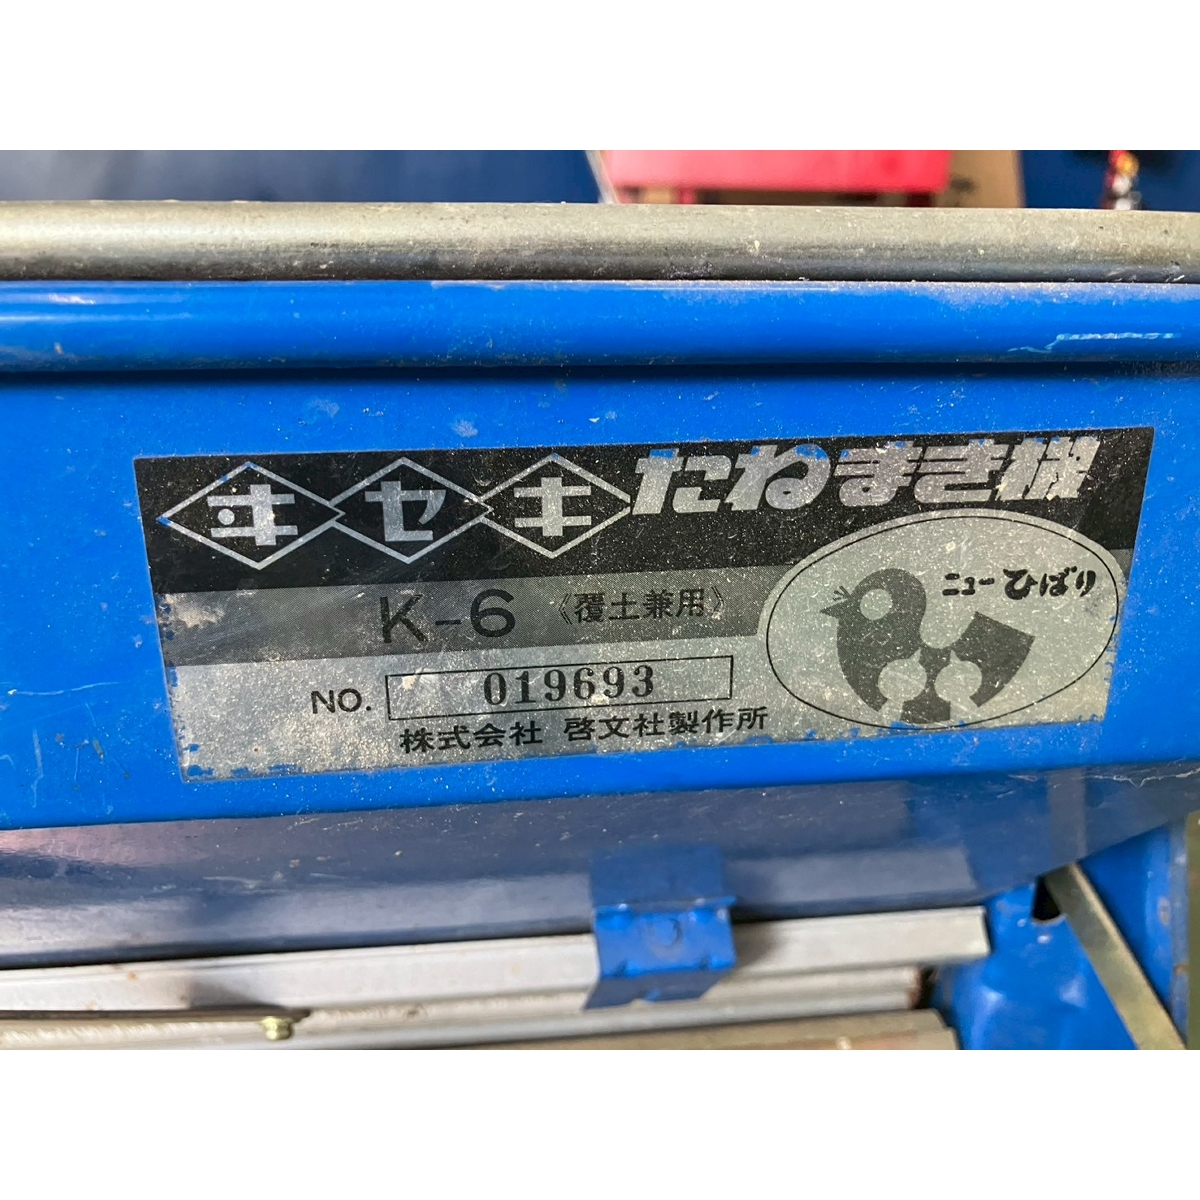 ヰセキ たねまき機
ニューひばり
K-6 《覆土兼用》
NO. 019693
株式会社 啓文社製作所